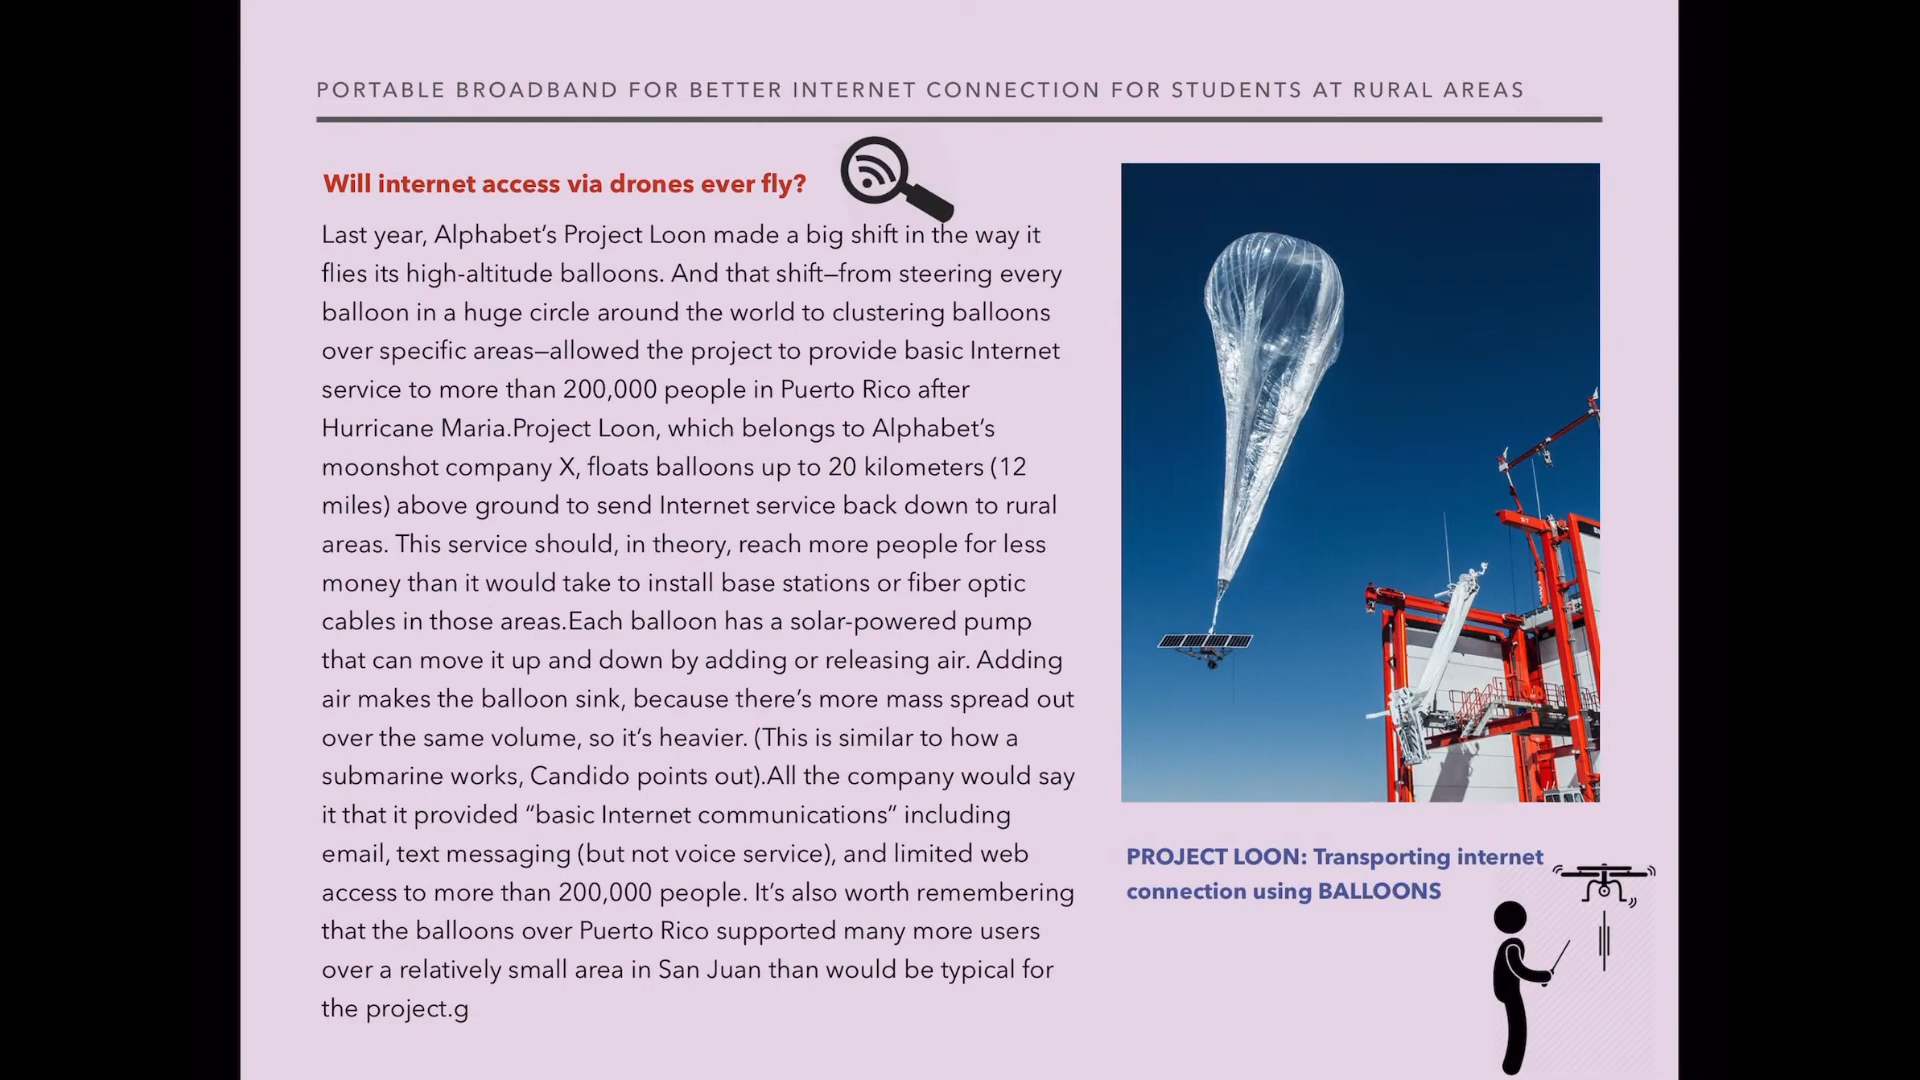 PORTABLE BROADBAND FOR BETTER INTERNET CONNECTION FOR STUDENTS AT RURAL AREAS
Will internet access via drones ever fly?
Last year, Alphabet’s Project Loon made a big shift in the way it
flies its high-altitude balloons. And that shift—from steering every
balloon in a huge circle around the world to clustering balloons
over specific areas—allowed the project to provide basic Internet
service to more than 200,000 people in Puerto Rico after
Hurricane Maria.Project Loon, which belongs to Alphabet’s
moonshot company X, floats balloons up to 20 kilometers (12
miles) above ground to send Internet service back down to rural
areas. This service should, in theory, reach more people for less
money than it would take to install base stations or fiber optic
cables in those areas.Each balloon has a solar-powered pump
that can move it up and down by adding or releasing air. Adding
air makes the balloon sink, because there’s more mass spread out
over the same volume, so it’s heavier. (This is similar to how a
submarine works, Candido points out).All the company would say
it that it provided “basic Internet communications” including
email, text messaging (but not voice service), and limited web
access to more than 200,000 people. It’s also worth remembering
that the balloons over Puerto Rico supported many more users
over a relatively small area in San Juan than would be typical for
the project.g
PROJECT LOON: Transporting internet
connection using BALLOONS